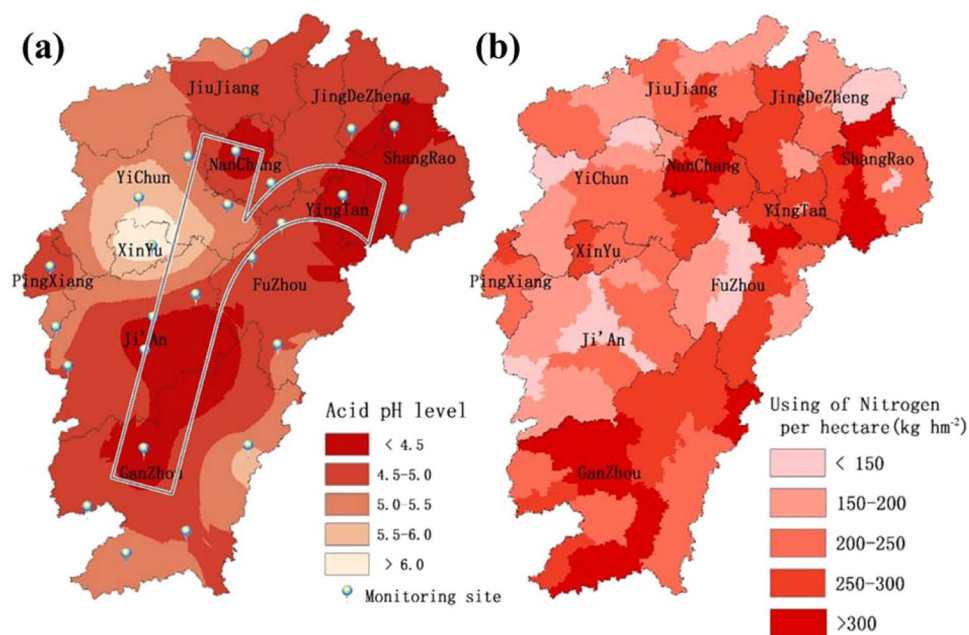 (a)
JiuJiang
JingDeZheng
NanChang
ShangRao
YiChun
YingTan
XinYu
PingXiang
FuZhou
Ji'An
GanZhou
Acid pH level
< 4.5
4.5-5.0
5.0-5.5
5.5-6.0
> 6.0
Monitoring site
(b)
JiuJiang
JingDeZheng
NanChang
ShangRao
YiChun
YingTan
XinYu
PingXiang
FuZhou
Ji'An
GanZhou
Using of Nitrogen
per hectare(kg hm⁻²)
< 150
150-200
200-250
250-300
>300